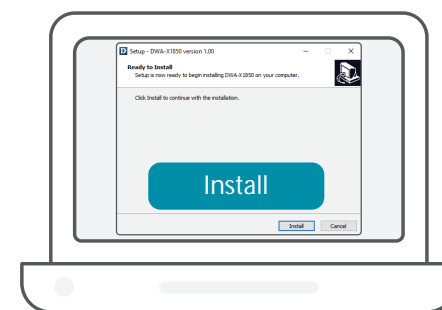 D Setup - DWA-X1850 version 1.00
Ready to Install
Setup is now ready to begin installing DWA-X1850 on your computer.
Click Install to continue with the installation.
Install
Install Cancel